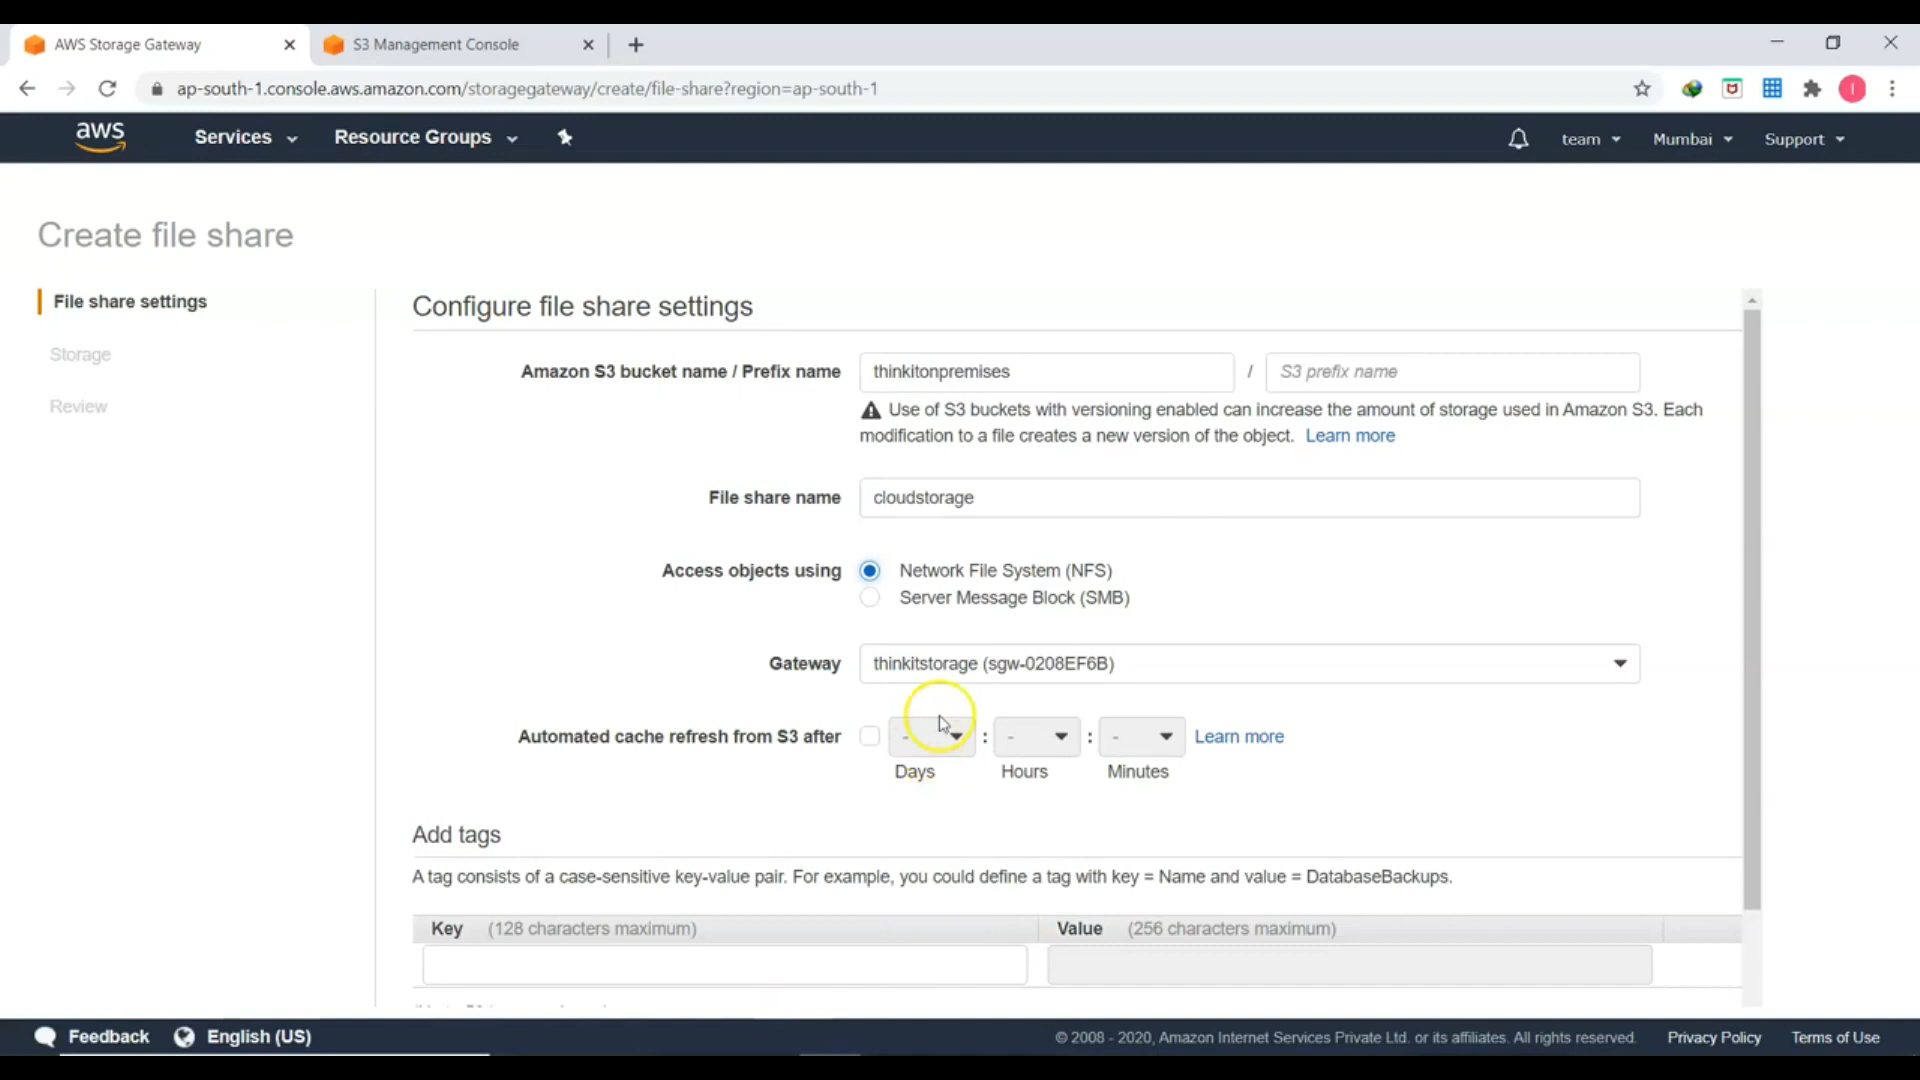 AWS Storage Gateway
S3 Management Console
ap-south-1.console.aws.amazon.com/storagegateway/create/file-share?region=ap-south-1
aws
Services
Resource Groups
team
Mumbai
Support
Create file share
File share settings
Storage
Review
Configure file share settings
Amazon S3 bucket name / Prefix name
thinkitonpremises
/
S3 prefix name
Use of S3 buckets with versioning enabled can increase the amount of storage used in Amazon S3. Each
modification to a file creates a new version of the object. Learn more
File share name
cloudstorage
Access objects using
Network File System (NFS)
Server Message Block (SMB)
Gateway
thinkitstorage (sgw-0208EF6B)
Automated cache refresh from S3 after
- : - : - Learn more
Days Hours Minutes
Add tags
A tag consists of a case-sensitive key-value pair. For example, you could define a tag with key = Name and value = DatabaseBackups.
Key (128 characters maximum) Value (256 characters maximum)
Feedback
English (US)
© 2008 - 2020, Amazon Internet Services Private Ltd. or its affiliates. All rights reserved.
Privacy Policy
Terms of Use